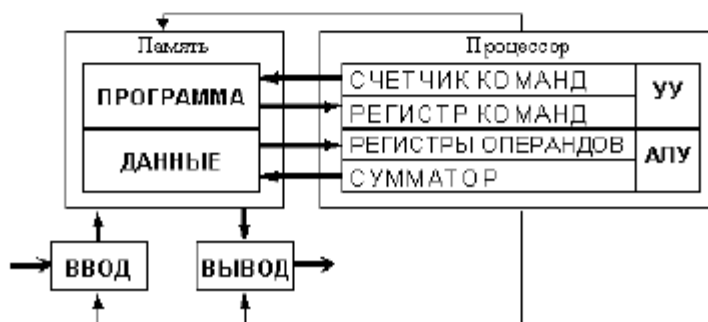 Память
Процессор
ПРОГРАММА
СЧЕТЧИК КОМАНД
РЕГИСТР КОМАНД
УУ
ДАННЫЕ
РЕГИСТРЫ ОПЕРАНДОВ
СУММАТОР
АЛУ
ВВОД
ВЫВОД